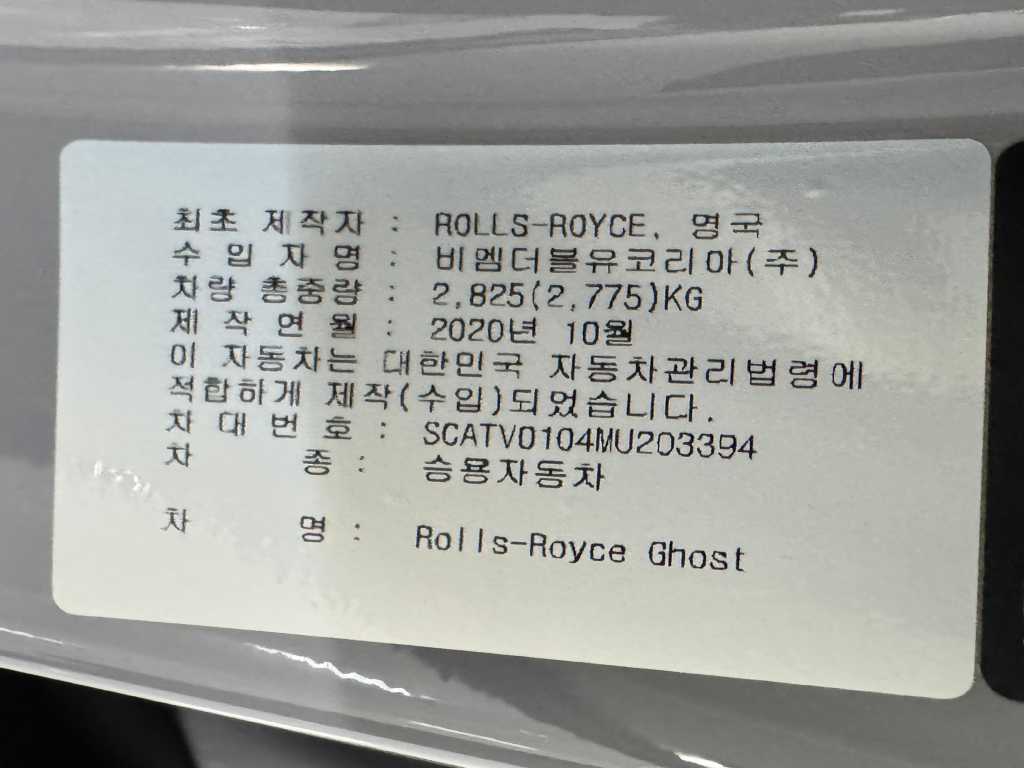 최초 제작자 : ROLLS-ROYCE, 영국
수 입 자 명 : 비엠더블유코리아(주)
차량 총중량 : 2,825(2,775)KG
제 작 연 월 : 2020년 10월
이 자동차는 대한민국 자동차관리법령에
적합하게 제작(수입)되었습니다.
차 대 번 호 : SCATV0104MU203394
차 종 : 승용자동차
차 명 : Rolls-Royce Ghost